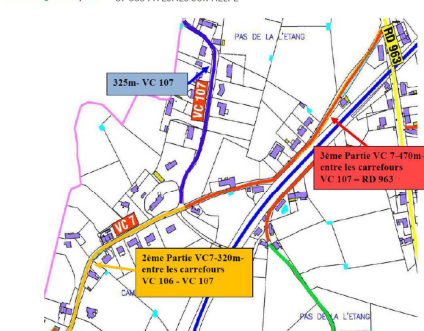 PAS DE LA L'ETANG
RD 963
325m- VC 107
VC 107
3ème Partie VC 7-470m-
entre les carrefours
VC 107 – RD 963
VC 7
2ème Partie VC7-320m-
entre les carrefours
VC 106 - VC 107
CAM
PAS DE LA L'ETANG